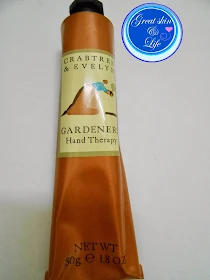 Great skin
&
Life
CRABTREE
& EVELYN
GARDENERS
Hand Therapy
NET WT
50g e 1.8 OZ